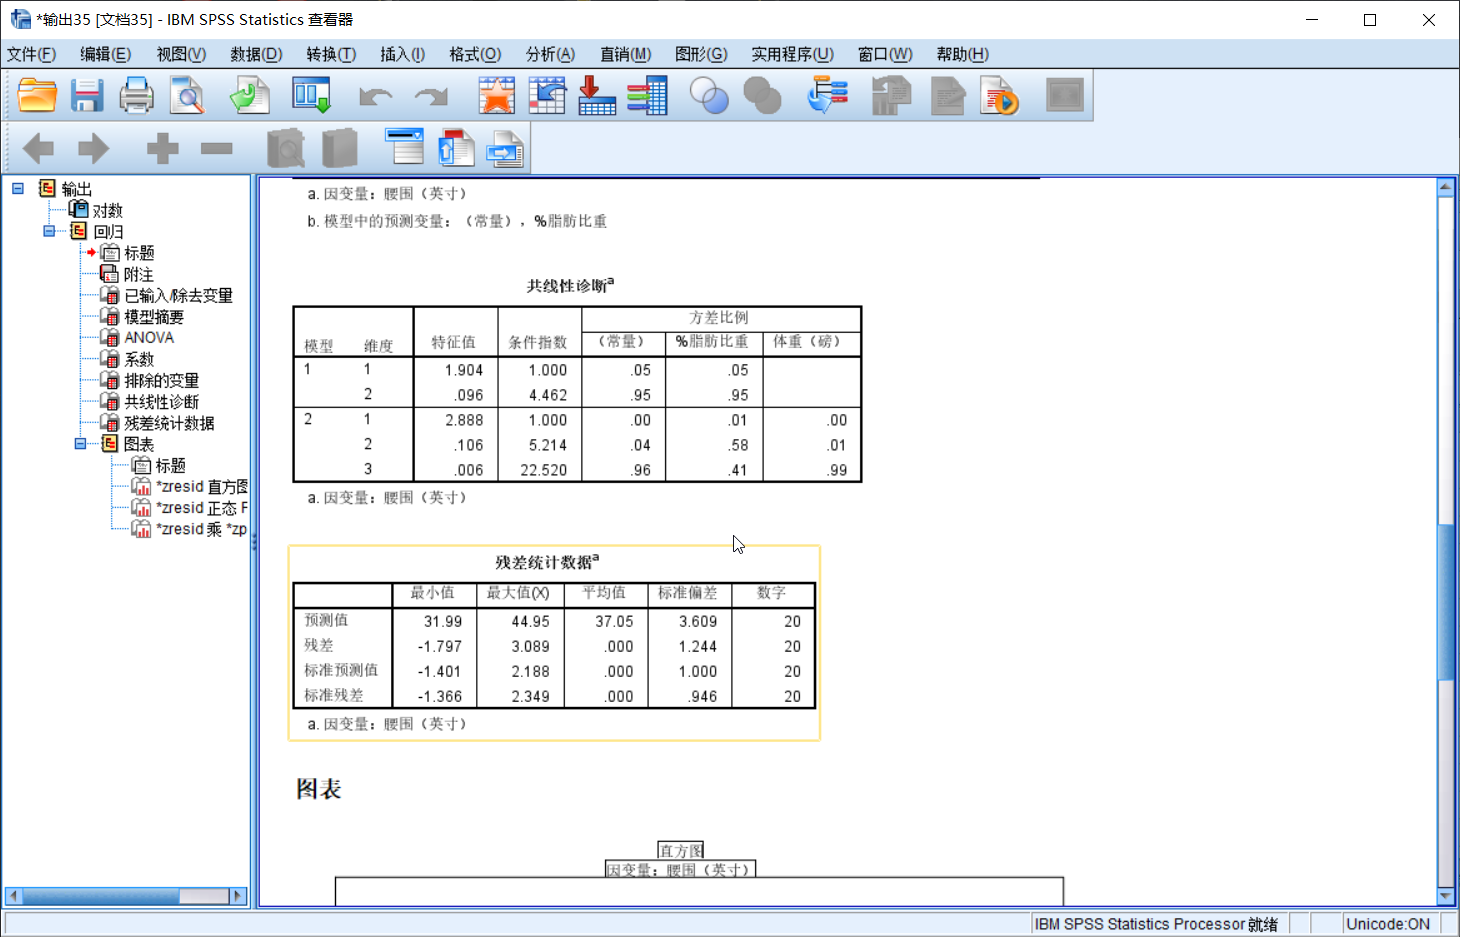 *输出35 [文档35] - IBM SPSS Statistics 查看器
文件(F) 编辑(E) 视图(V) 数据(D) 转换(T) 插入(I) 格式(O) 分析(A) 直销(M) 图形(G) 实用程序(U) 窗口(W) 帮助(H)
输出
对数
回归
标题
附注
已输入/除去变量
模型摘要
ANOVA
系数
排除的变量
共线性诊断
残差统计数据
图表
标题
*zresid 直方图
*zresid 正态 F
*zresid 乘 *zp
a. 因变量：腰围（英寸）
b. 模型中的预测变量：（常量），%脂肪比重
共线性诊断a
方差比例
模型 维度 特征值 条件指数 （常量） %脂肪比重 体重（磅）
1 1 1.904 1.000 .05 .05
2 .096 4.462 .95 .95
2 1 2.888 1.000 .00 .01 .00
2 .106 5.214 .04 .58 .01
3 .006 22.520 .96 .41 .99
a. 因变量：腰围（英寸）
残差统计数据a
最小值 最大值(X) 平均值 标准偏差 数字
预测值 31.99 44.95 37.05 3.609 20
残差 -1.797 3.089 .000 1.244 20
标准预测值 -1.401 2.188 .000 1.000 20
标准残差 -1.366 2.349 .000 .946 20
a. 因变量：腰围（英寸）
图表
直方图
因变量：腰围（英寸）
IBM SPSS Statistics Processor 就绪 Unicode:ON